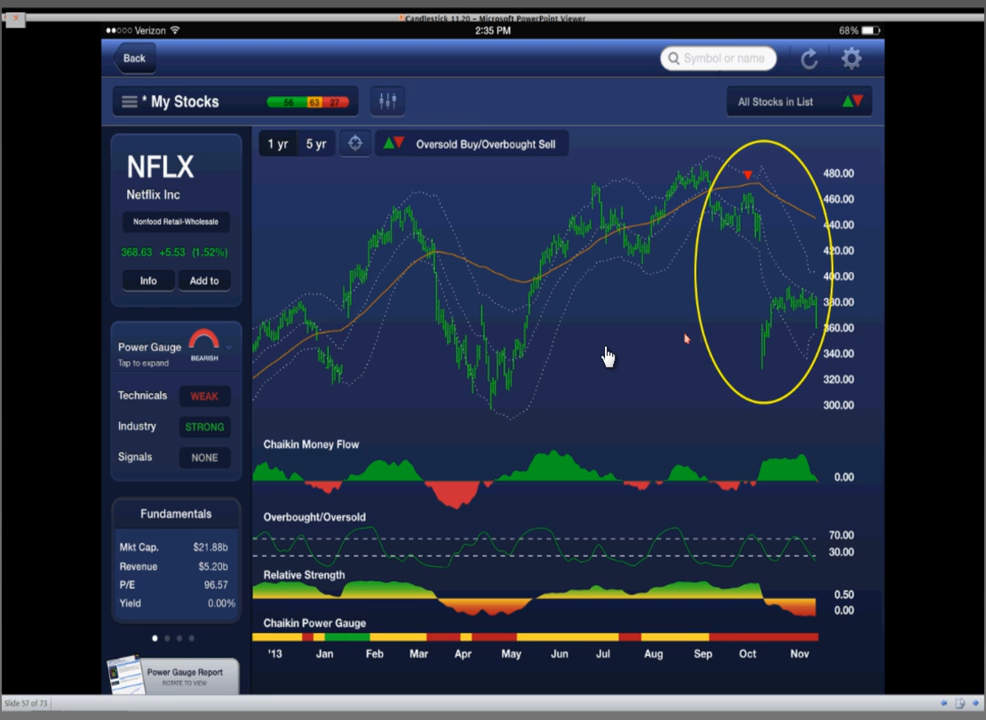 Candlestick 11.20 - Microsoft PowerPoint Viewer
Verizon 2:35 PM 68%
Back Symbol or name
* My Stocks 56 63 27 All Stocks in List
1 yr 5 yr Oversold Buy/Overbought Sell
NFLX
Netflix Inc
Nonfood Retail-Wholesale
368.63 +5.53 (1.52%)
Info Add to
Power Gauge
Tap to expand
BEARISH
Technicals WEAK
Industry STRONG
Signals NONE
Fundamentals
Mkt Cap. $21.88b
Revenue $5.20b
P/E 96.57
Yield 0.00%
Power Gauge Report
ROTATE TO VIEW
480.00
460.00
440.00
420.00
400.00
380.00
360.00
340.00
320.00
300.00
Chaikin Money Flow
0.00
Overbought/Oversold
70.00
30.00
Relative Strength
0.50
0.00
Chaikin Power Gauge
'13 Jan Feb Mar Apr May Jun Jul Aug Sep Oct Nov
Slide 57 of 73